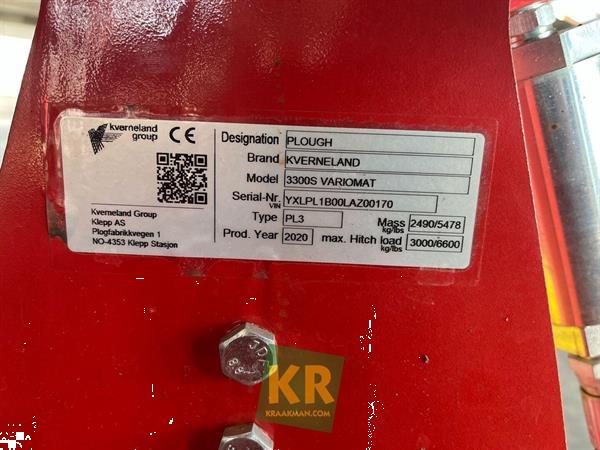 kverneland
group
CE
Kverneland Group
Klepp AS
Plogfabrikkvegen 1
NO-4353 Klepp Stasjon
Designation PLOUGH
Brand KVERNELAND
Model 3300S VARIOMAT
Serial-Nr. YXLPL1B00LAZ00170
VIN
Type PL3 Mass 2490/5478
kg/lbs
Prod. Year 2020 max. Hitch load 3000/6600
kg/lbs
KR
KRAAKMAN.COM